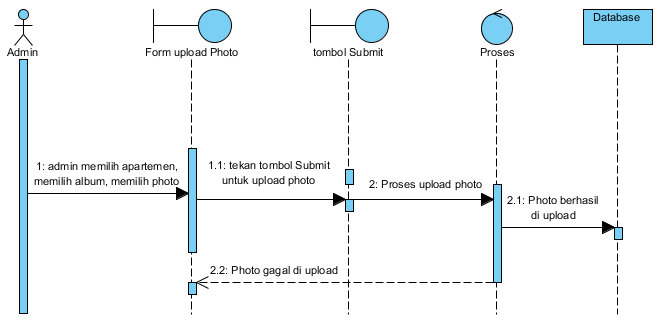 Admin
Form upload Photo
tombol Submit
Proses
Database
1: admin memilih apartemen,
memilih album, memilih photo
1.1: tekan tombol Submit
untuk upload photo
2: Proses upload photo
2.1: Photo berhasil
di upload
2.2: Photo gagal di upload